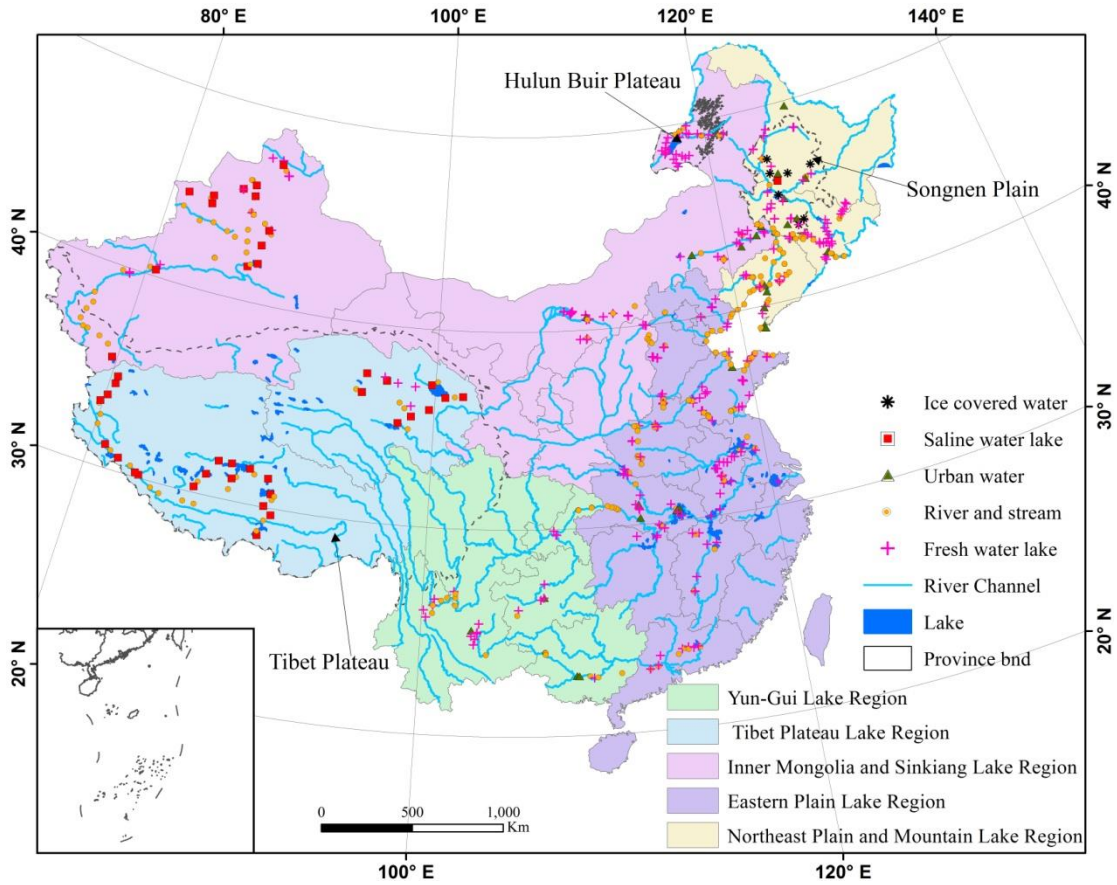 80° E
100° E
120° E
140° E
Hulun Buir Plateau
Songnen Plain
40° N
40° N
30° N
30° N
20° N
20° N
Tibet Plateau
Ice covered water
Saline water lake
Urban water
River and stream
Fresh water lake
River Channel
Lake
Province bnd
Yun-Gui Lake Region
Tibet Plateau Lake Region
Inner Mongolia and Sinkiang Lake Region
Eastern Plain Lake Region
Northeast Plain and Mountain Lake Region
0 500 1,000
Km
100° E
120° E